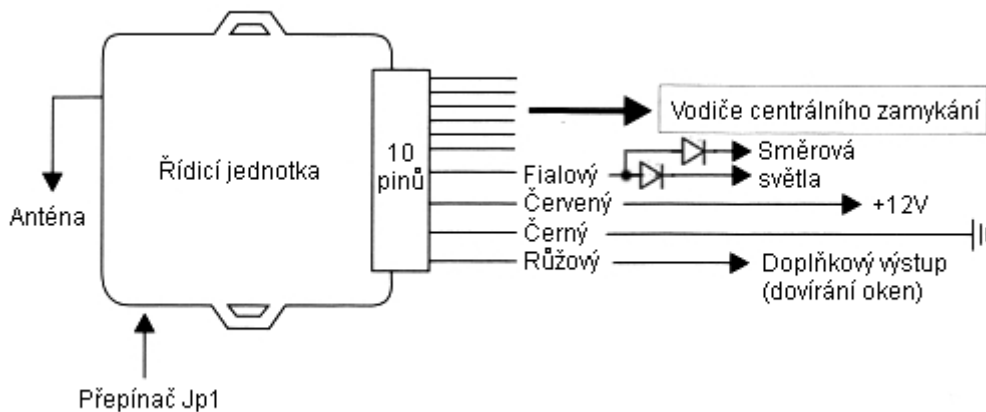 Řídicí jednotka
Anténa
Přepínač Jp1
10
pinů
Vodiče centrálního zamykání
Fialový
Směrová
světla
Červený
+12V
Černý
Růžový
Doplňkový výstup
(dovírání oken)